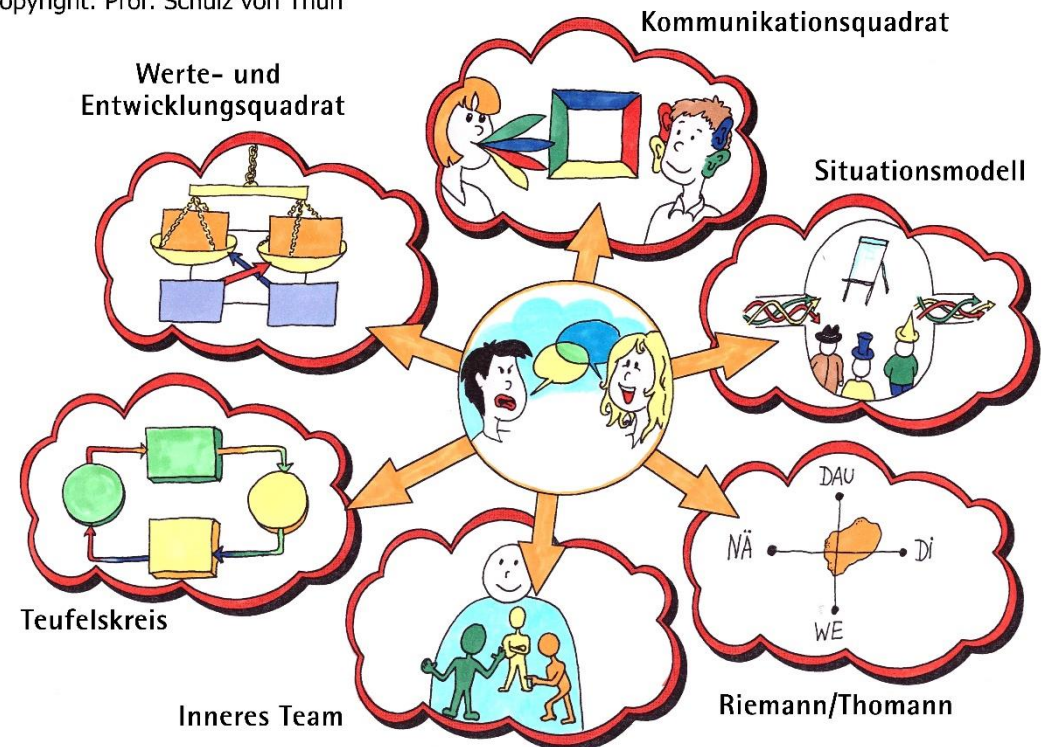 opyright: Prof. Schulz von Thun
Kommunikationsquadrat
Werte- und
Entwicklungsquadrat
Situationsmodell
DAU
NÄ
Di
WE
Teufelskreis
Inneres Team
Riemann/Thomann